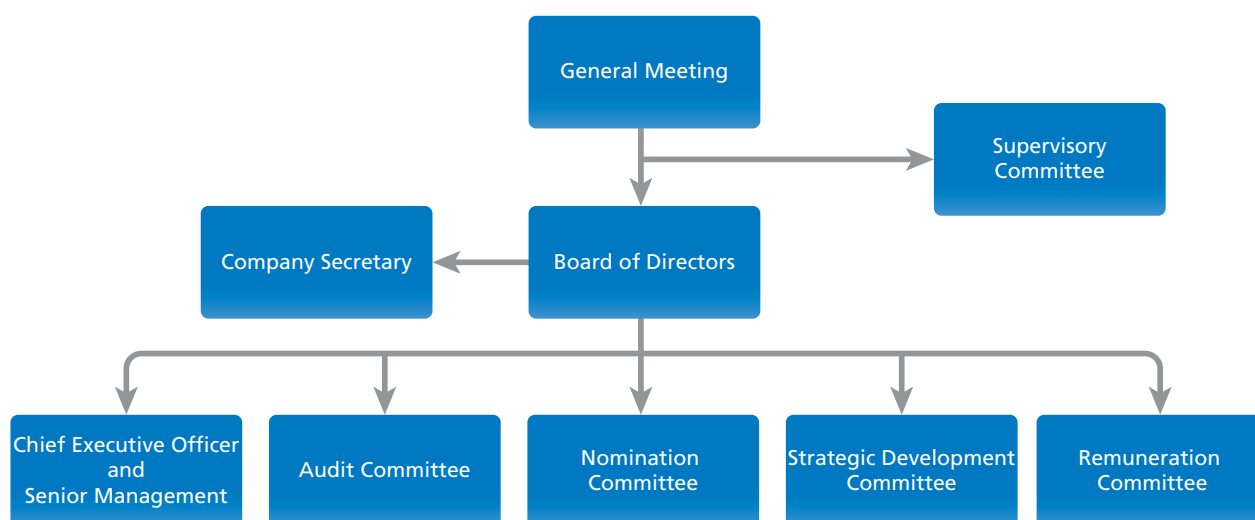 General Meeting
Supervisory
Committee
Company Secretary
Board of Directors
Chief Executive Officer
and
Senior Management
Audit Committee
Nomination
Committee
Strategic Development
Committee
Remuneration
Committee